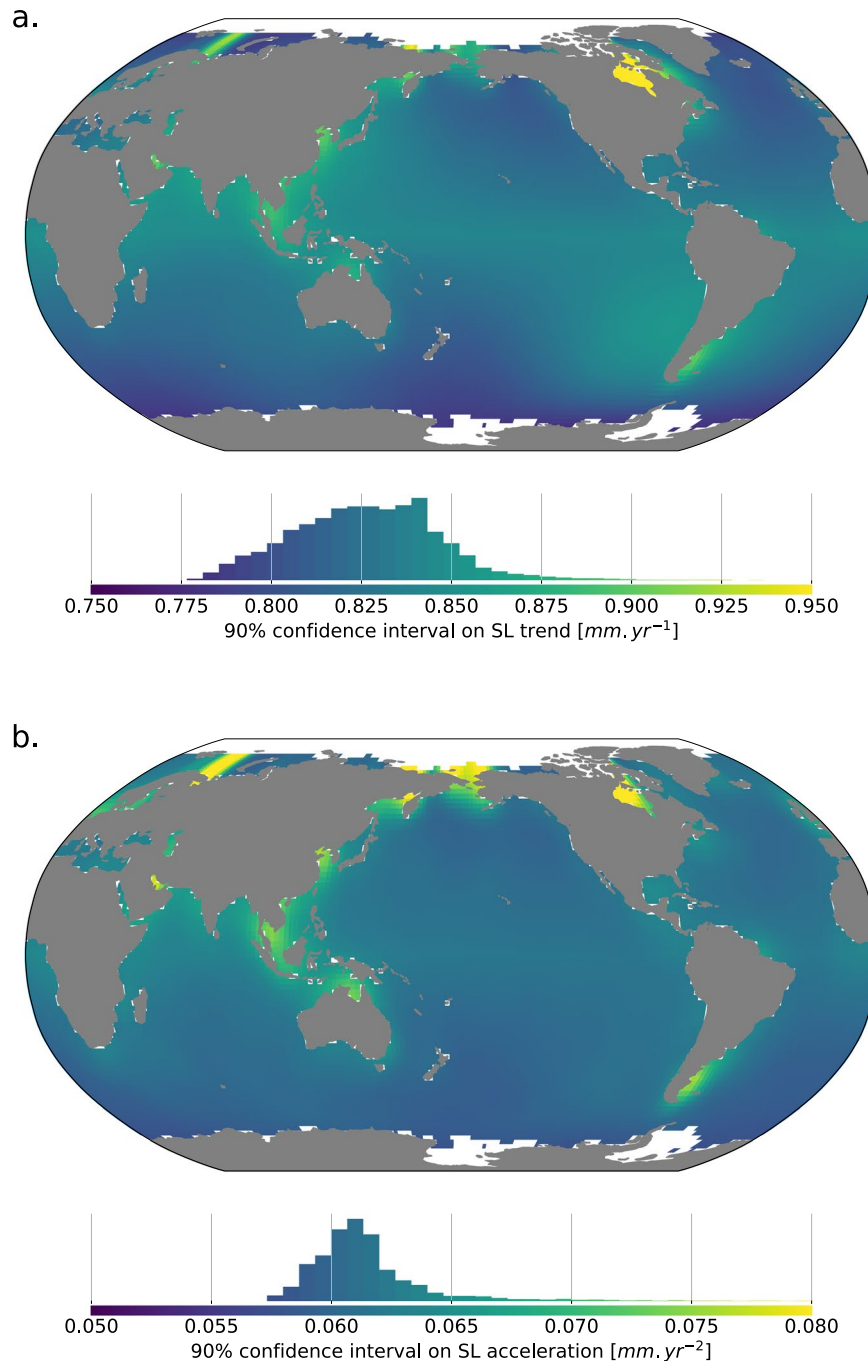 a.
0.750 0.775 0.800 0.825 0.850 0.875 0.900 0.925 0.950
90% confidence interval on SL trend [mm.yr⁻¹]
b.
0.050 0.055 0.060 0.065 0.070 0.075 0.080
90% confidence interval on SL acceleration [mm.yr⁻²]